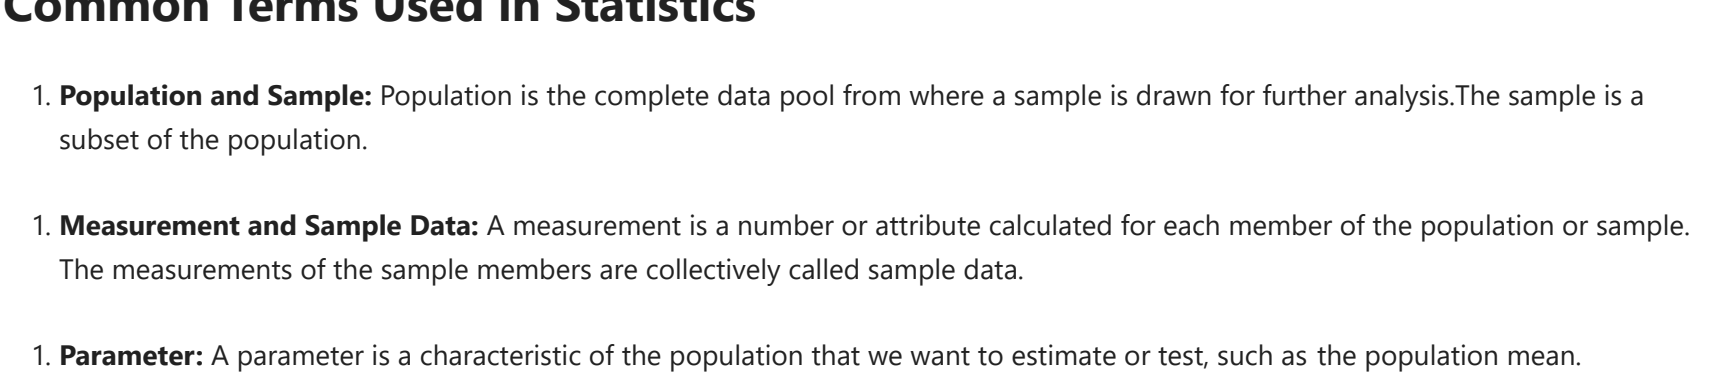 Common Terms Used in Statistics
1. Population and Sample: Population is the complete data pool from where a sample is drawn for further analysis.The sample is a
subset of the population.
1. Measurement and Sample Data: A measurement is a number or attribute calculated for each member of the population or sample.
The measurements of the sample members are collectively called sample data.
1. Parameter: A parameter is a characteristic of the population that we want to estimate or test, such as the population mean.